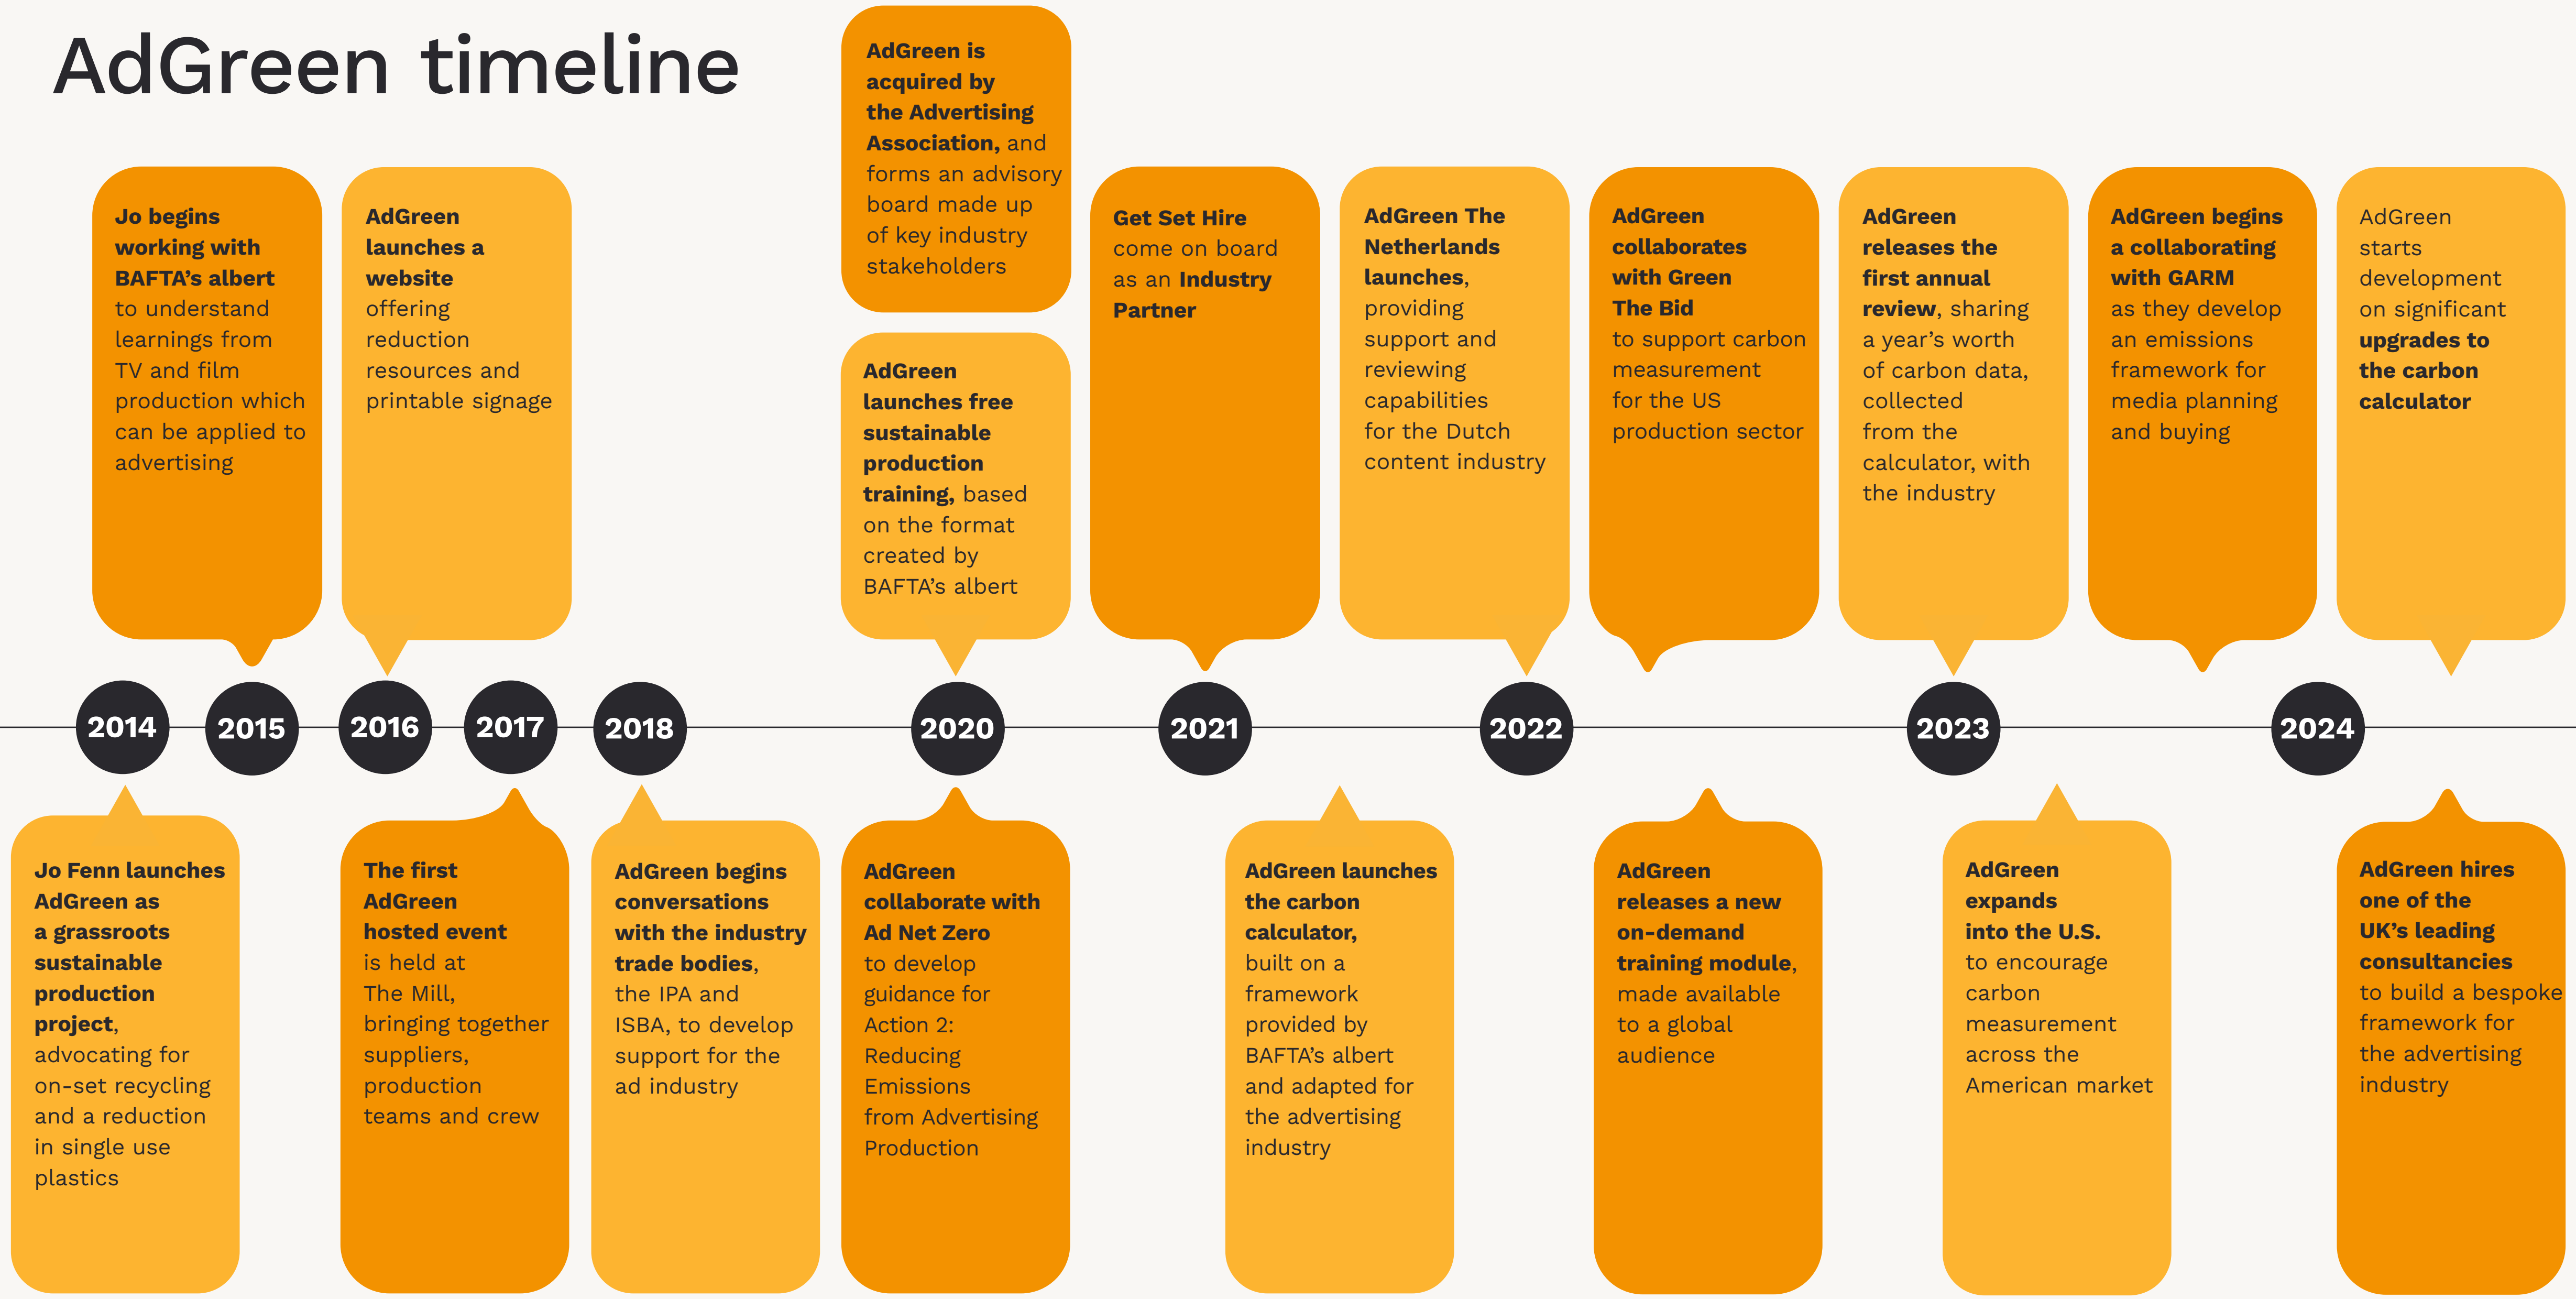 AdGreen timeline
Jo begins
working with
BAFTA’s albert
to understand
learnings from
TV and film
production which
can be applied to
advertising
AdGreen
launches a
website
offering
reduction
resources and
printable signage
AdGreen is
acquired by
the Advertising
Association, and
forms an advisory
board made up
of key industry
stakeholders
AdGreen
launches free
sustainable
production
training, based
on the format
created by
BAFTA’s albert
Get Set Hire
come on board
as an Industry
Partner
AdGreen The
Netherlands
launches,
providing
support and
reviewing
capabilities
for the Dutch
content industry
AdGreen
collaborates
with Green
The Bid
to support carbon
measurement
for the US
production sector
AdGreen
releases the
first annual
review, sharing
a year’s worth
of carbon data,
collected
from the
calculator, with
the industry
AdGreen begins
a collaborating
with GARM
as they develop
an emissions
framework for
media planning
and buying
AdGreen
starts
development
on significant
upgrades to
the carbon
calculator
2014
2015
2016
2017
2018
2020
2021
2022
2023
2024
Jo Fenn launches
AdGreen as
a grassroots
sustainable
production
project,
advocating for
on-set recycling
and a reduction
in single use
plastics
The first
AdGreen
hosted event
is held at
The Mill,
bringing together
suppliers,
production
teams and crew
AdGreen begins
conversations
with the industry
trade bodies,
the IPA and
ISBA, to develop
support for the
ad industry
AdGreen
collaborate with
Ad Net Zero
to develop
guidance for
Action 2:
Reducing
Emissions
from Advertising
Production
AdGreen launches
the carbon
calculator,
built on a
framework
provided by
BAFTA’s albert
and adapted for
the advertising
industry
AdGreen
releases a new
on-demand
training module,
made available
to a global
audience
AdGreen
expands
into the U.S.
to encourage
carbon
measurement
across the
American market
AdGreen hires
one of the
UK’s leading
consultancies
to build a bespoke
framework for
the advertising
industry